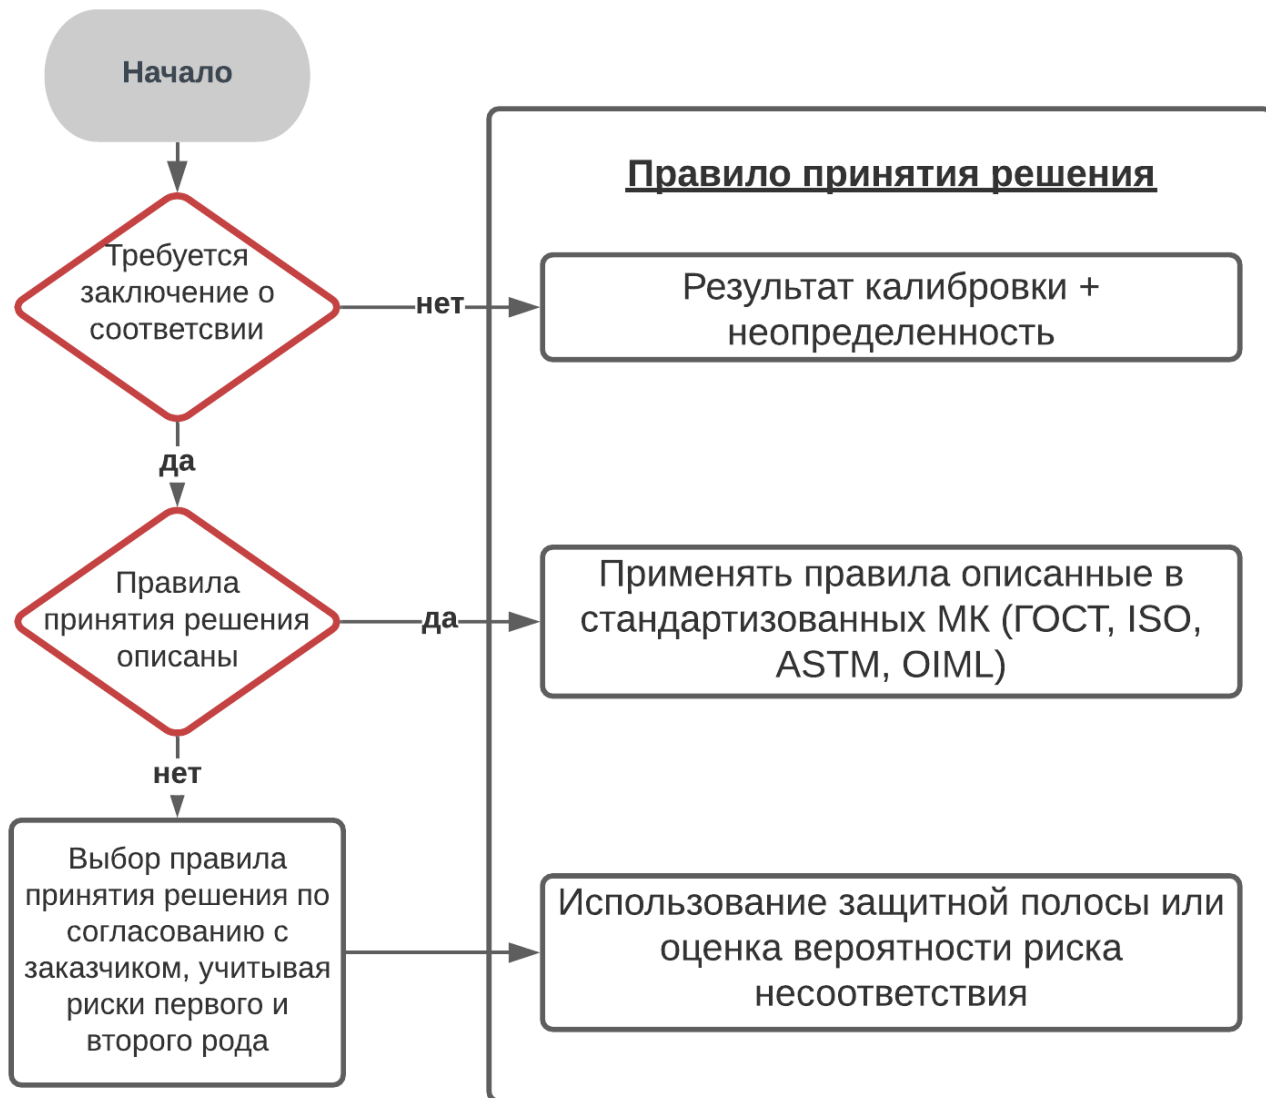 Начало
Правило принятия решения
Требуется
заключение о
соответсвии
нет
Результат калибровки +
неопределенность
да
Правила
принятия решения
описаны
да
Применять правила описанные в
стандартизованных МК (ГОСТ, ISO,
ASTM, OIML)
нет
Выбор правила
принятия решения по
согласованию с
заказчиком, учитывая
риски первого и
второго рода
Использование защитной полосы или
оценка вероятности риска
несоответствия